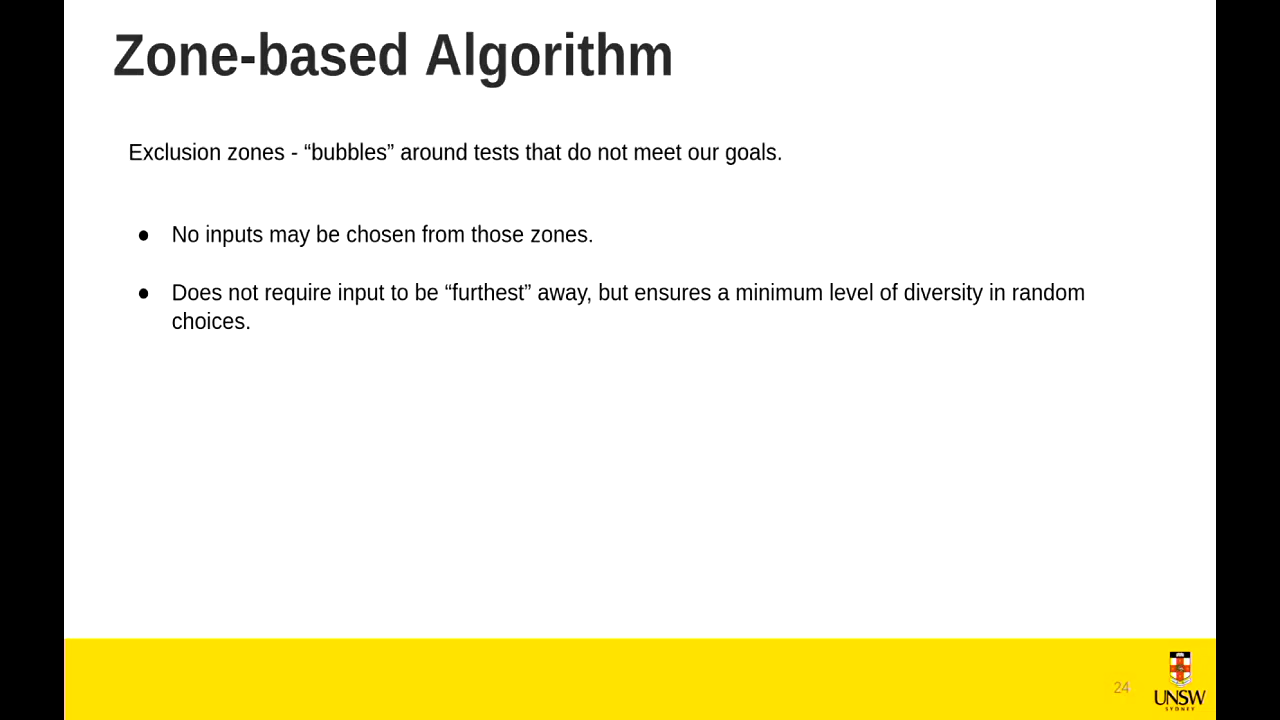 Zone-based Algorithm
Exclusion zones - “bubbles” around tests that do not meet our goals.
● No inputs may be chosen from those zones.
● Does not require input to be “furthest” away, but ensures a minimum level of diversity in random
choices.
24
UNSW
SYDNEY